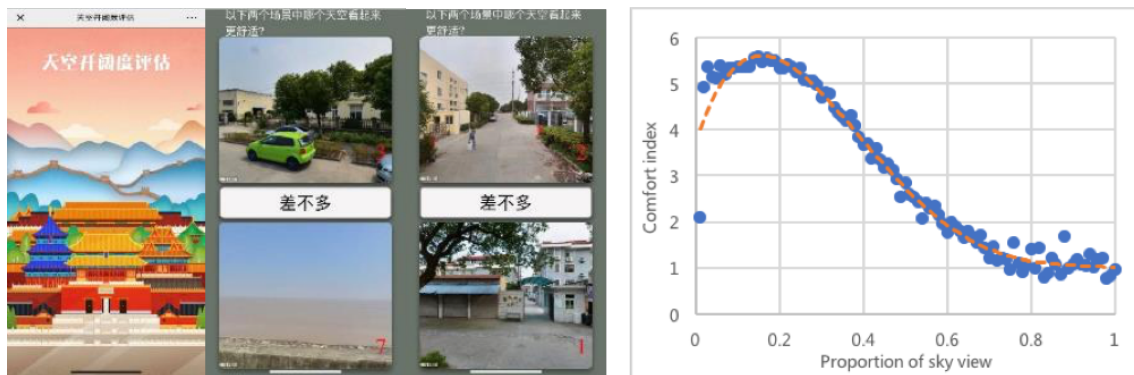 天空开阔度评估
天空开阔度评估
以下两个场景中哪个天空看起来
更舒适?
3
差不多
7
以下两个场景中哪个天空看起来
更舒适?
2
差不多
1
Comfort index
6
5
4
3
2
1
0
0
0.2
0.4
0.6
0.8
1
Proportion of sky view